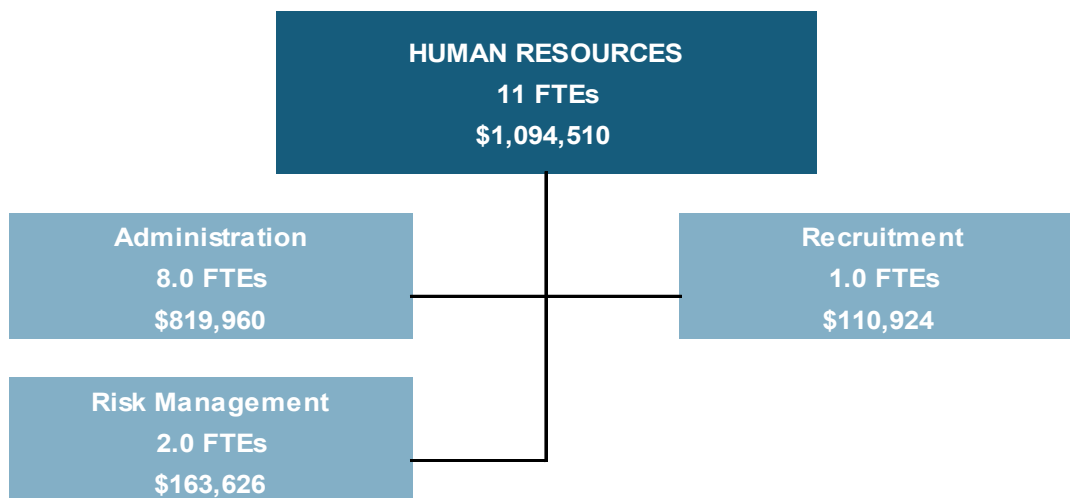 HUMAN RESOURCES
11 FTEs
$1,094,510
Administration
8.0 FTEs
$819,960
Recruitment
1.0 FTEs
$110,924
Risk Management
2.0 FTEs
$163,626